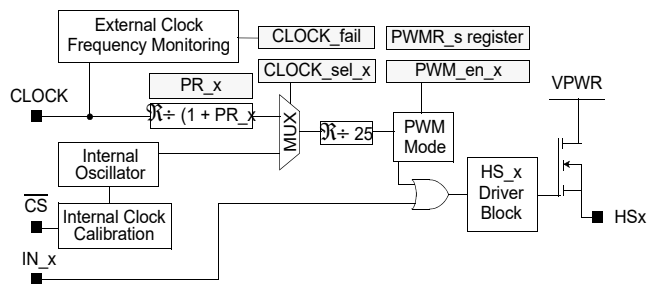 External Clock
Frequency Monitoring
CLOCK_fail
PWMR_s register
CLOCK_sel_x
PWM_en_x
PR_x
VPWR
CLOCK
ℜ÷ (1 + PR_x
MUX
ℜ÷ 25
PWM
Mode
Internal
Oscillator
HS_x
Driver
Block
CS
Internal Clock
Calibration
HSx
IN_x